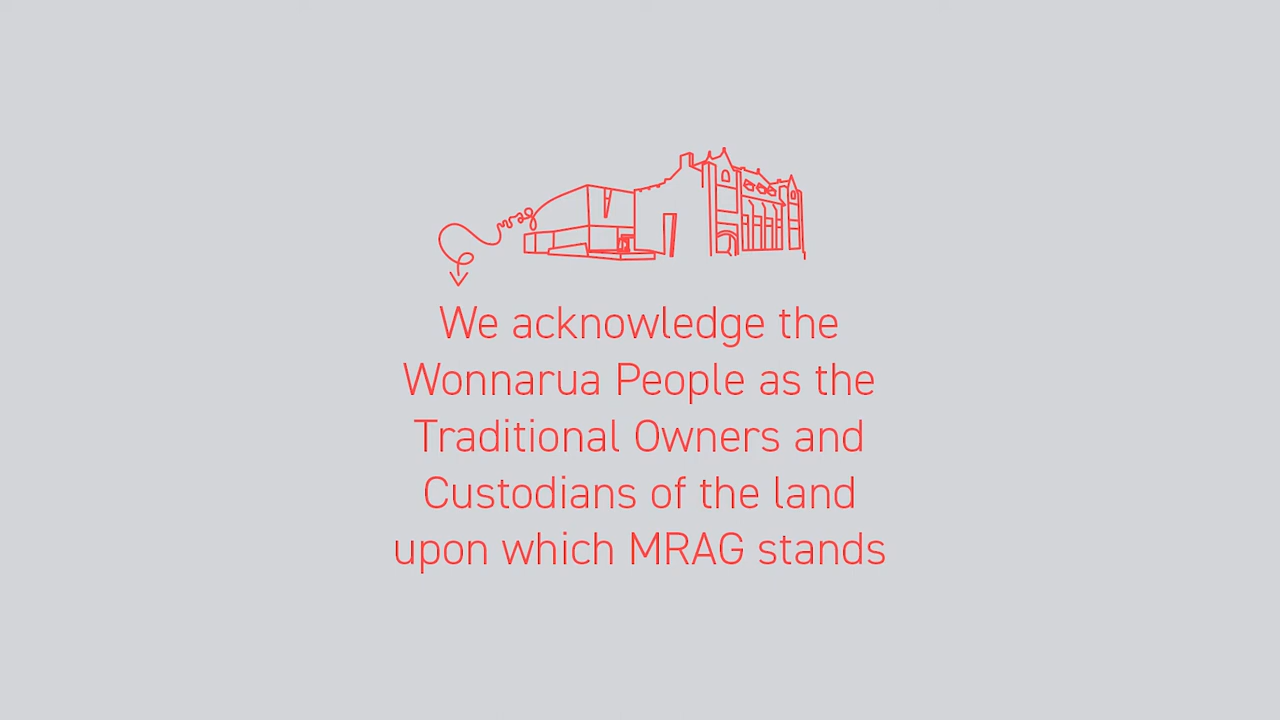 mrag
We acknowledge the
Wonnarua People as the
Traditional Owners and
Custodians of the land
upon which MRAG stands